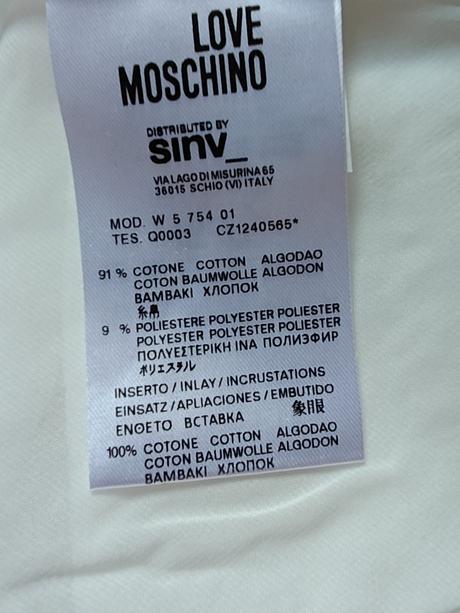 LOVE
MOSCHINO
DISTRIBUTED BY
sinv_
VIA LAGO DI MISURINA 65
36015 SCHIO (VI) ITALY
MOD. W 5 754 01
TES. Q0003 CZ1240565*
91 % COTONE COTTON ALGODAO
COTON BAUMWOLLE ALGODON
BAMBAKI ХЛОПОК
綿
9 % POLIESTERE POLYESTER POLIESTER
POLYESTER POLYESTER POLIESTER
ΠΟΛΥΕΣΤΕΡΙΚΗ ΙΝΑ ПОЛИЭФИР
ポリエステル
INSERTO / INLAY / INCRUSTATIONS
EINSATZ / APLIACIONES / EMBUTIDO
ΕΝΘΕΤΟ ВСТАВКА 象眼
100% COTONE COTTON ALGODAO
COTON BAUMWOLLE ALGODON
BAMBAKI ХЛОПОК